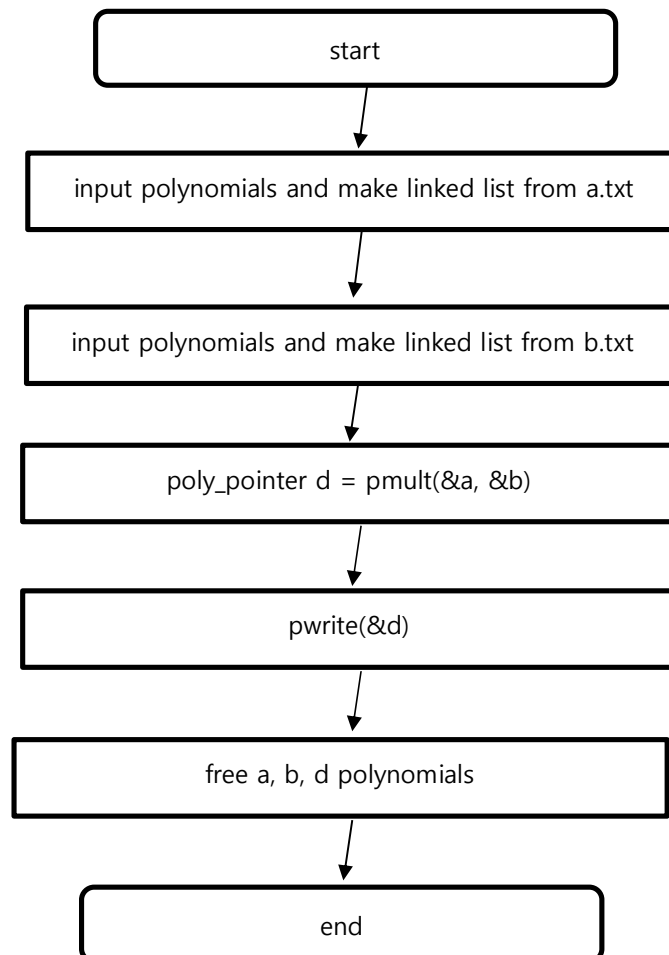 start
input polynomials and make linked list from a.txt
input polynomials and make linked list from b.txt
poly_pointer d = pmult(&a, &b)
pwrite(&d)
free a, b, d polynomials
end